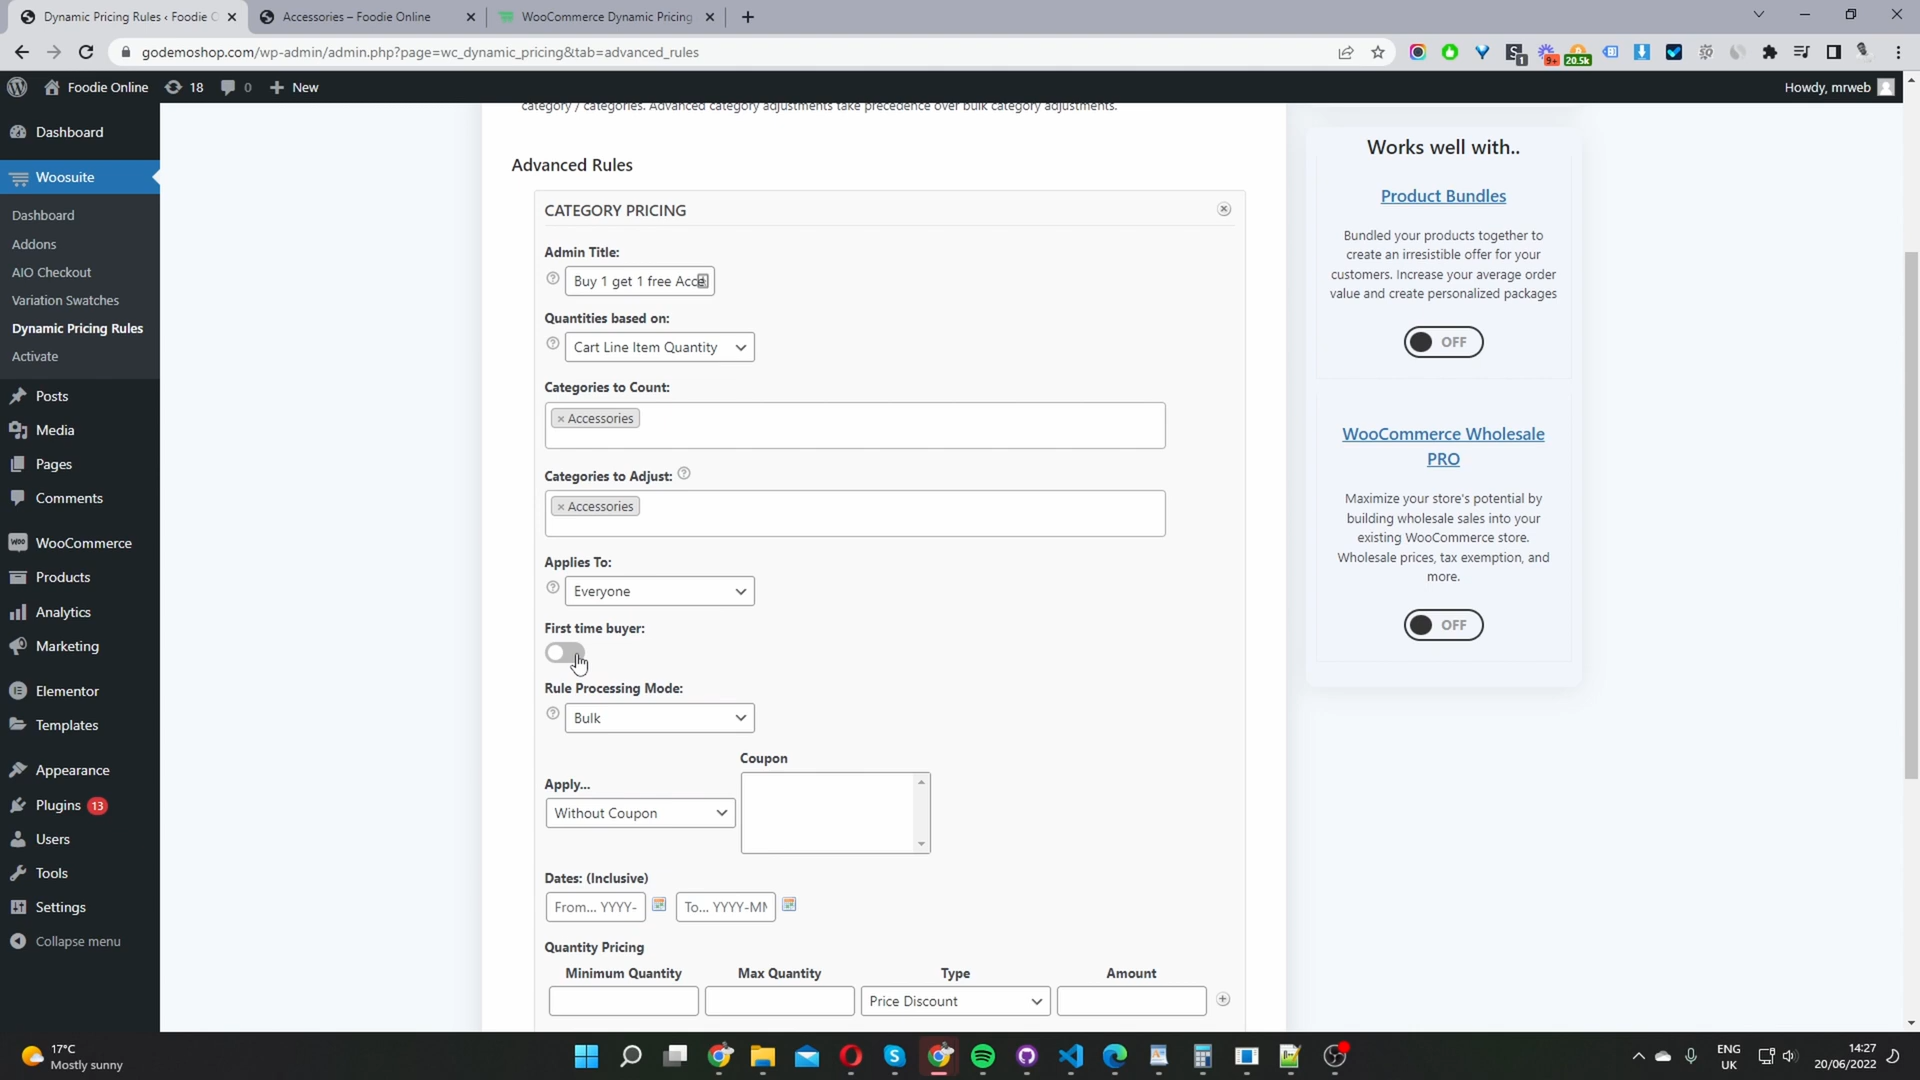 Dynamic Pricing Rules ‹ Foodie O
Accessories – Foodie Online
WooCommerce Dynamic Pricing
godemoshop.com/wp-admin/admin.php?page=wc_dynamic_pricing&tab=advanced_rules
1
9+
20.5k
Foodie Online
18
0
New
Howdy, mrweb
Dashboard
Woosuite
Dashboard
Addons
AIO Checkout
Variation Swatches
Dynamic Pricing Rules
Activate
Posts
Media
Pages
Comments
WooCommerce
Products
Analytics
Marketing
Elementor
Templates
Appearance
Plugins 13
Users
Tools
Settings
Collapse menu
category / categories. Advanced category adjustments take precedence over bulk category adjustments.
Advanced Rules
CATEGORY PRICING
Admin Title:
Buy 1 get 1 free Acce
Quantities based on:
Cart Line Item Quantity
Categories to Count:
× Accessories
Categories to Adjust:
× Accessories
Applies To:
Everyone
First time buyer:
Rule Processing Mode:
Bulk
Coupon
Apply...
Without Coupon
Dates: (Inclusive)
From... YYYY-
To... YYYY-MM
Quantity Pricing
Minimum Quantity
Max Quantity
Type
Amount
Price Discount
Works well with..
Product Bundles
Bundled your products together to
create an irresistible offer for your
customers. Increase your average order
value and create personalized packages
OFF
WooCommerce Wholesale
PRO
Maximize your store's potential by
building wholesale sales into your
existing WooCommerce store.
Wholesale prices, tax exemption, and
more.
OFF
17°C
Mostly sunny
ENG
UK
14:27
20/06/2022